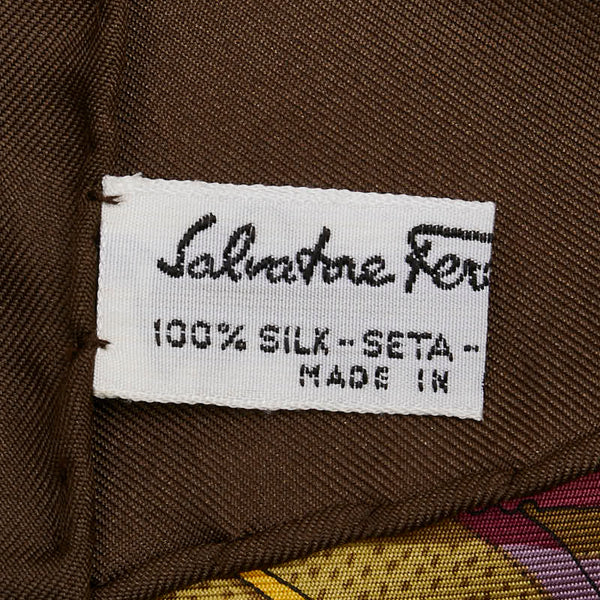 Salvatore Fer
100% SILK - SETA -
MADE IN